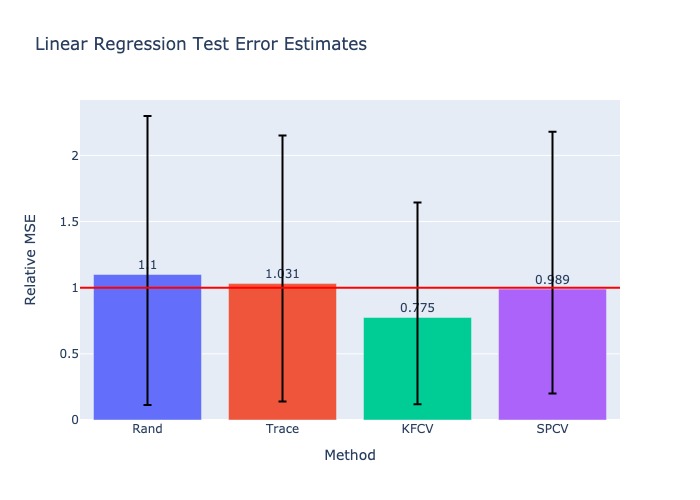 Linear Regression Test Error Estimates
Relative MSE
2
1.5
1
0.5
0
1.1
1.031
0.775
0.989
Rand Trace KFCV SPCV
Method